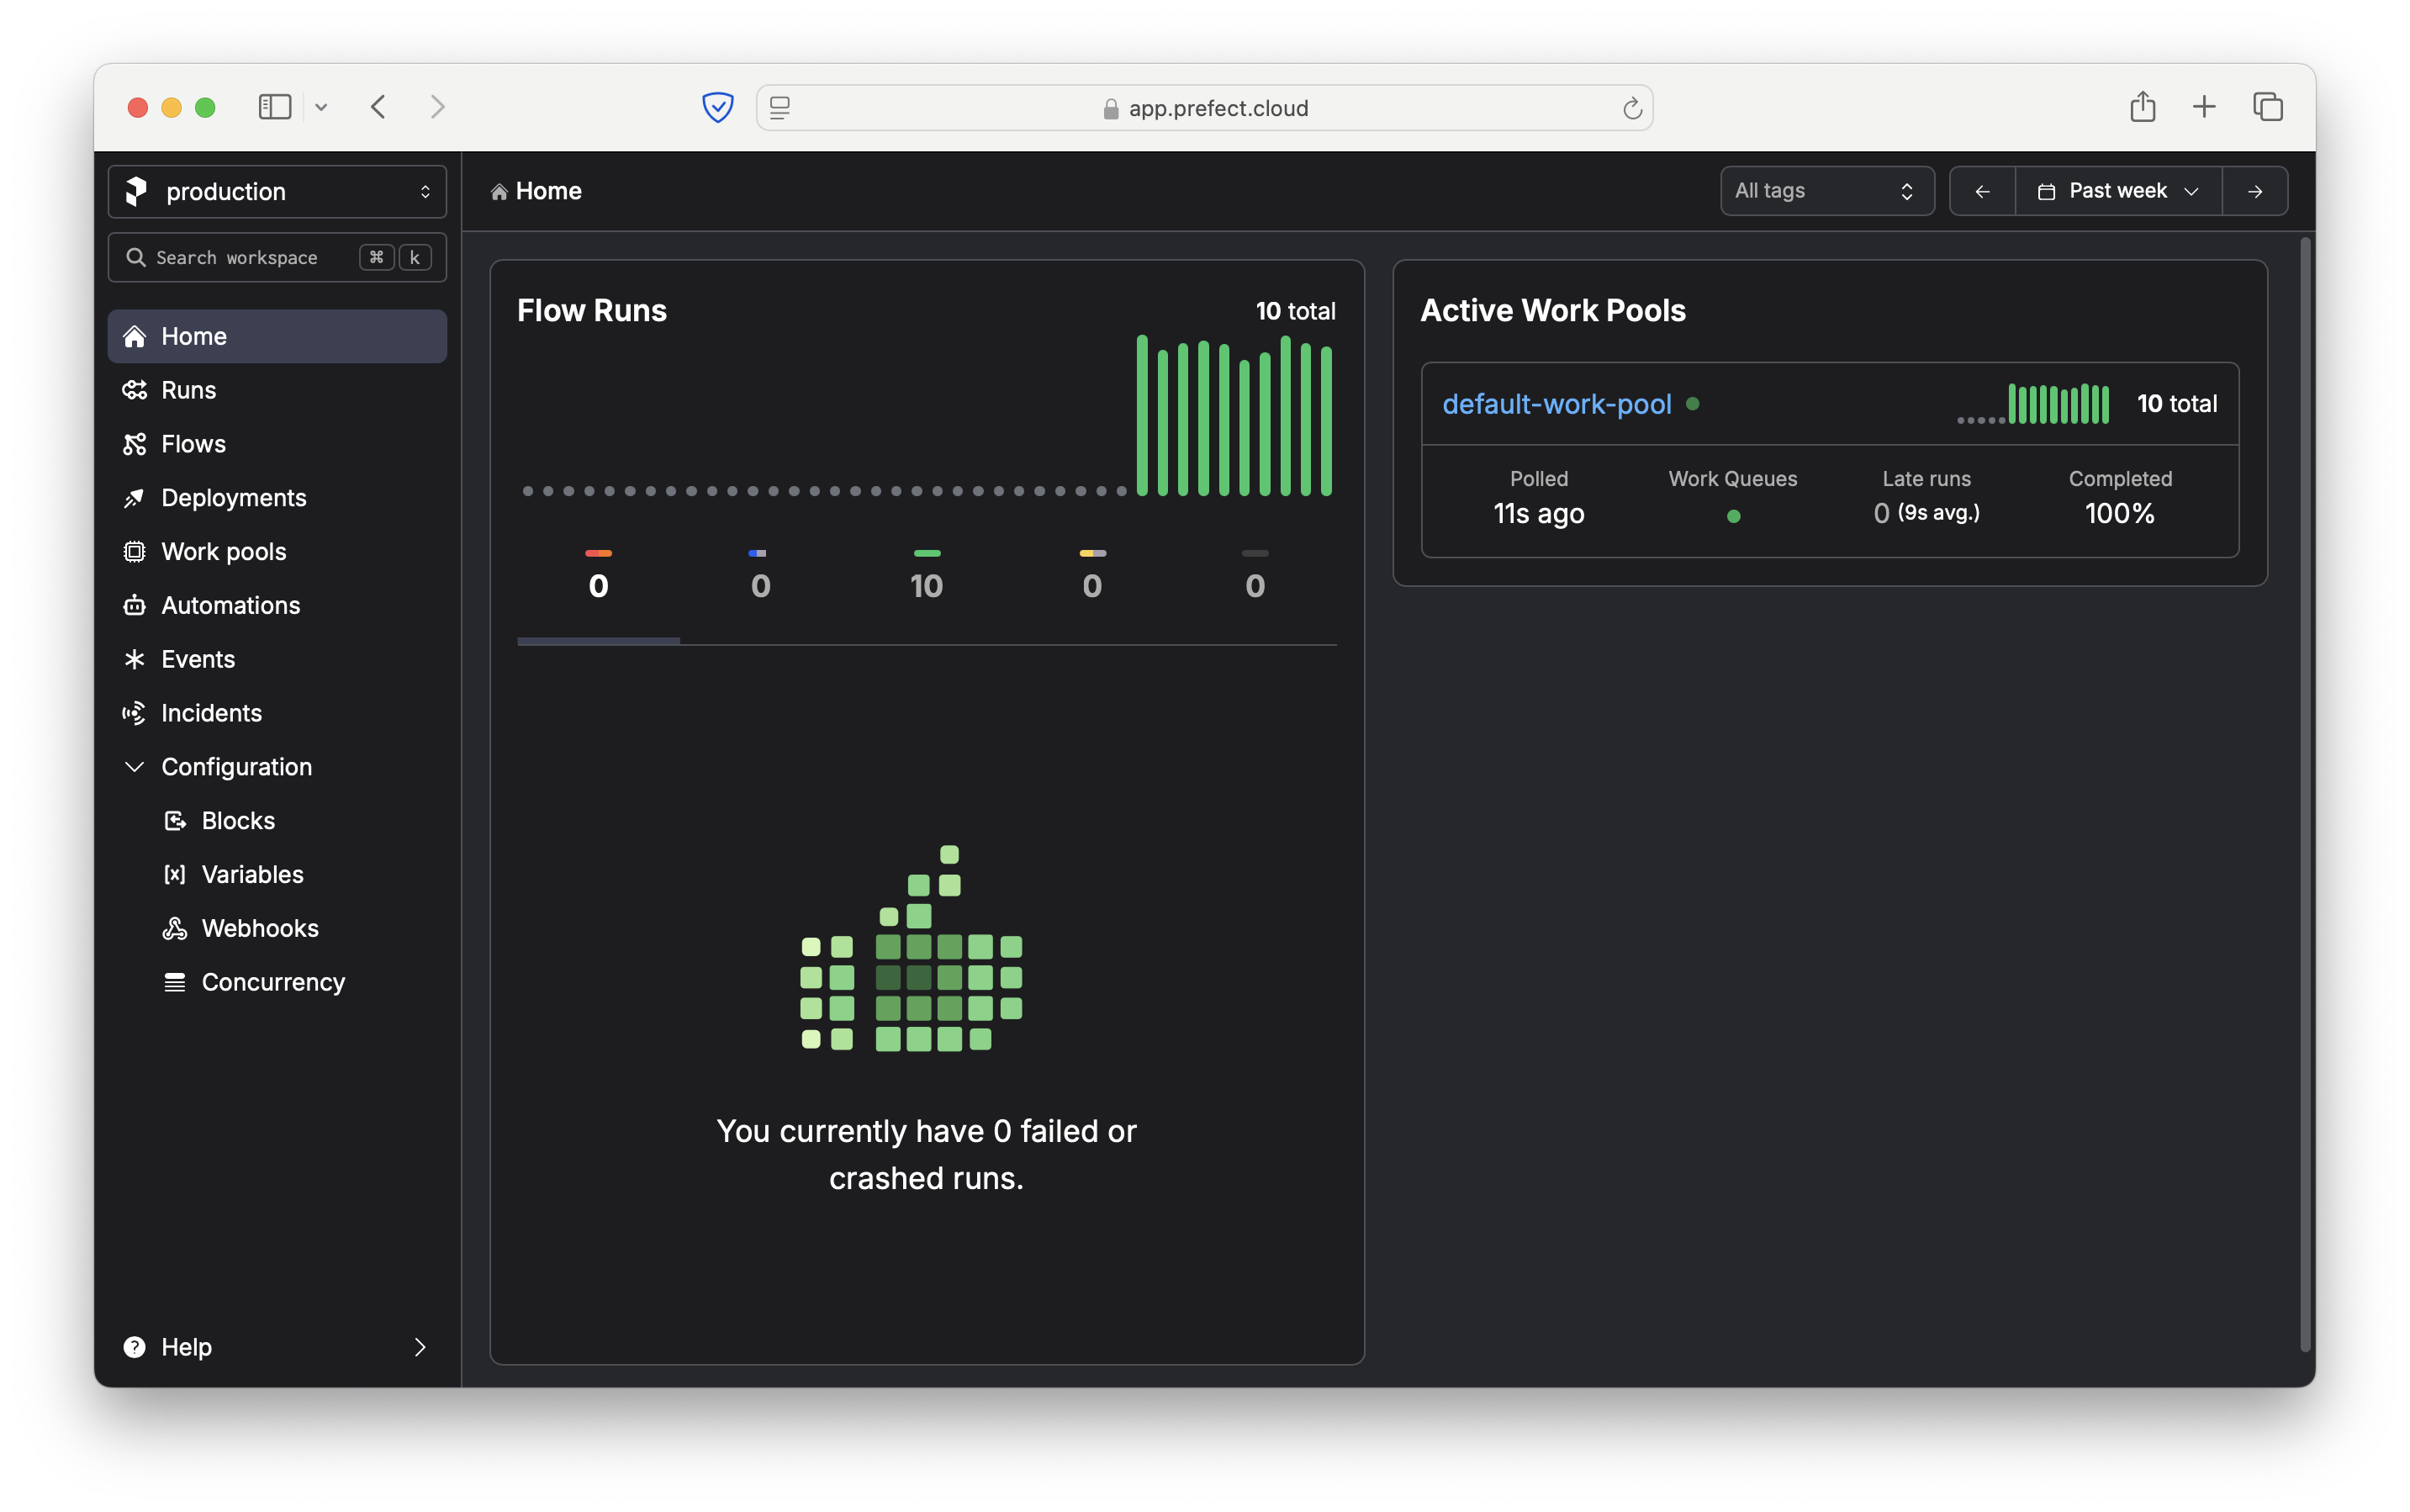 app.prefect.cloud
production
Search workspace ⌘ k
Home
Runs
Flows
Deployments
Work pools
Automations
Events
Incidents
Configuration
Blocks
Variables
Webhooks
Concurrency
Help
Home
All tags
Past week
Flow Runs
10 total
0 0 10 0 0
You currently have 0 failed or
crashed runs.
Active Work Pools
default-work-pool
10 total
Polled Work Queues Late runs Completed
11s ago 0 (9s avg.) 100%